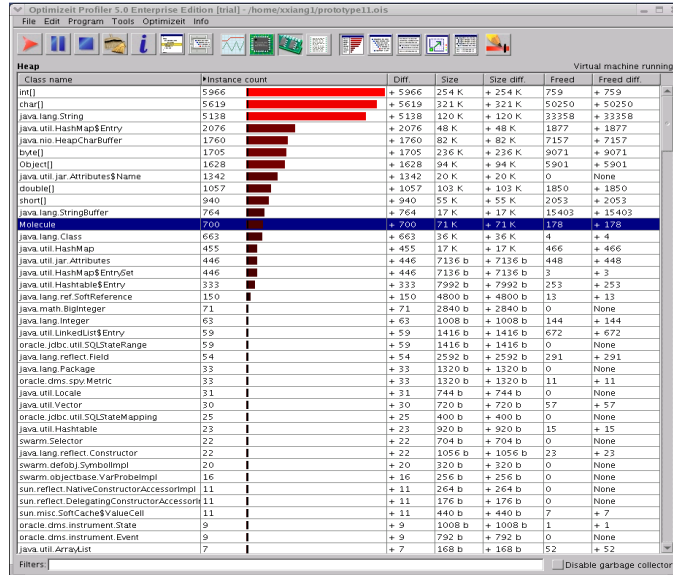 Optimizeit Profiler 5.0 Enterprise Edition [trial] - /home/xxiang1/prototype11.ois
File Edit Program Tools Optimizeit Info
Heap Virtual machine running
Class name Instance count Diff. Size Size diff. Freed Freed diff.
int[] 5966 + 5966 254 K + 254 K 759 + 759
char[] 5619 + 5619 321 K + 321 K 50250 + 50250
java.lang.String 5138 + 5138 120 K + 120 K 33358 + 33358
java.util.HashMap$Entry 2076 + 2076 48 K + 48 K 1877 + 1877
java.nio.HeapCharBuffer 1760 + 1760 82 K + 82 K 7157 + 7157
byte[] 1705 + 1705 236 K + 236 K 9071 + 9071
Object[] 1628 + 1628 94 K + 94 K 5901 + 5901
java.util.jar.Attributes$Name 1342 + 1342 20 K + 20 K 0 None
double[] 1057 + 1057 103 K + 103 K 1850 + 1850
short[] 940 + 940 55 K + 55 K 2053 + 2053
java.lang.StringBuffer 764 + 764 17 K + 17 K 15403 + 15403
Molecule 700 + 700 71 K + 71 K 178 + 178
java.lang.Class 663 + 663 36 K + 36 K 4 + 4
java.util.HashMap 455 + 455 17 K + 17 K 466 + 466
java.util.jar.Attributes 446 + 446 7136 b + 7136 b 448 + 448
java.util.HashMap$EntrySet 446 + 446 7136 b + 7136 b 3 + 3
java.util.Hashtable$Entry 333 + 333 7992 b + 7992 b 253 + 253
java.lang.ref.SoftReference 150 + 150 4800 b + 4800 b 13 + 13
java.math.BigInteger 71 + 71 2840 b + 2840 b 0 None
java.lang.Integer 63 + 63 1008 b + 1008 b 144 + 144
java.util.LinkedList$Entry 59 + 59 1416 b + 1416 b 672 + 672
oracle.jdbc.util.SQLStateRange 59 + 59 1416 b + 1416 b 0 None
java.lang.reflect.Field 54 + 54 2592 b + 2592 b 291 + 291
java.lang.Package 33 + 33 1320 b + 1320 b 0 None
oracle.dms.spy.Metric 33 + 33 1320 b + 1320 b 11 + 11
java.util.Locale 31 + 31 744 b + 744 b 0 None
java.util.Vector 30 + 30 720 b + 720 b 57 + 57
oracle.jdbc.util.SQLStateMapping 25 + 25 400 b + 400 b 0 None
java.util.Hashtable 23 + 23 920 b + 920 b 15 + 15
swarm.Selector 22 + 22 704 b + 704 b 0 None
java.lang.reflect.Constructor 22 + 22 1056 b + 1056 b 23 + 23
swarm.defobj.SymbolImpl 20 + 20 320 b + 320 b 0 None
swarm.objectbase.VarProbeImpl 16 + 16 256 b + 256 b 0 None
sun.reflect.NativeConstructorAccessorImpl 11 + 11 264 b + 264 b 0 None
sun.reflect.DelegatingConstructorAccessorI 11 + 11 176 b + 176 b 0 None
sun.misc.SoftCache$ValueCell 11 + 11 440 b + 440 b 7 + 7
oracle.dms.instrument.State 9 + 9 1008 b + 1008 b 1 + 1
oracle.dms.instrument.Event 9 + 9 792 b + 792 b 0 None
java.util.ArrayList 7 + 7 168 b + 168 b 52 + 52
Filters: Disable garbage collector